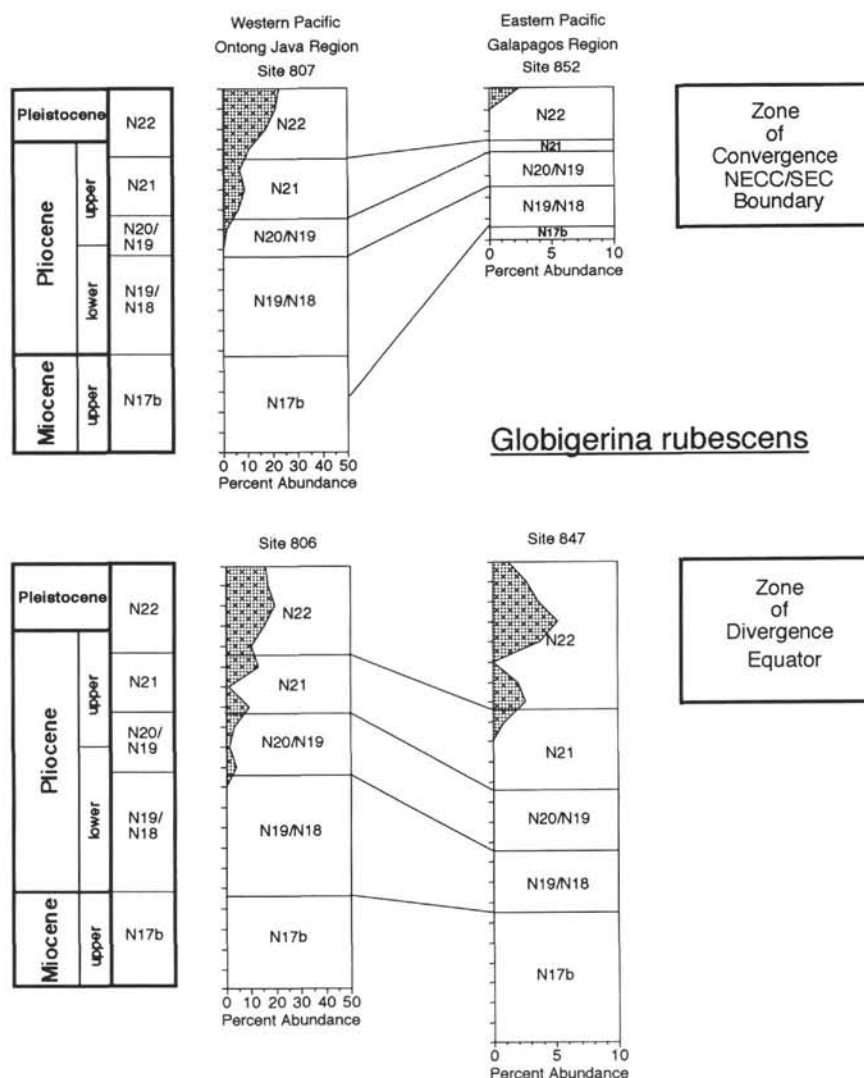 Western Pacific
Ontong Java Region
Site 807
Eastern Pacific
Galapagos Region
Site 852
Pleistocene
Pliocene
upper
lower
Miocene
upper
N22
N21
N20/
N19
N19/
N18
N17b
N22
N21
N20/N19
N19/N18
N17b
0 10 20 30 40 50
Percent Abundance
N22
N21
N20/N19
N19/N18
N17b
0 5 10
Percent Abundance
Zone
of
Convergence
NECC/SEC
Boundary
Globigerina rubescens
Site 806
Site 847
Pleistocene
Pliocene
upper
lower
Miocene
upper
N22
N21
N20/
N19
N19/
N18
N17b
N22
N21
N20/N19
N19/N18
N17b
0 10 20 30 40 50
Percent Abundance
N22
N21
N20/N19
N19/N18
N17b
0 5 10
Percent Abundance
Zone
of
Divergence
Equator